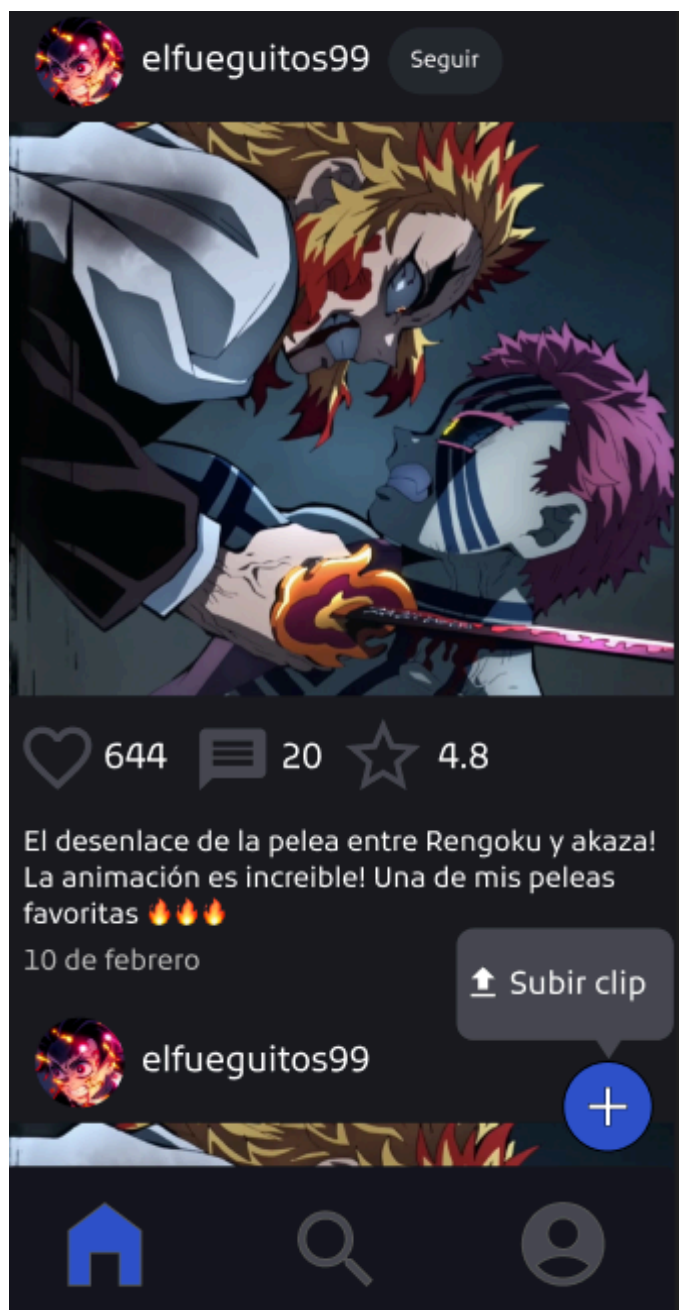 elfueguitos99 Seguir
644 20 4.8
El desenlace de la pelea entre Rengoku y akaza!
La animación es increible! Una de mis peleas
favoritas 🔥🔥🔥
10 de febrero
Subir clip
elfueguitos99